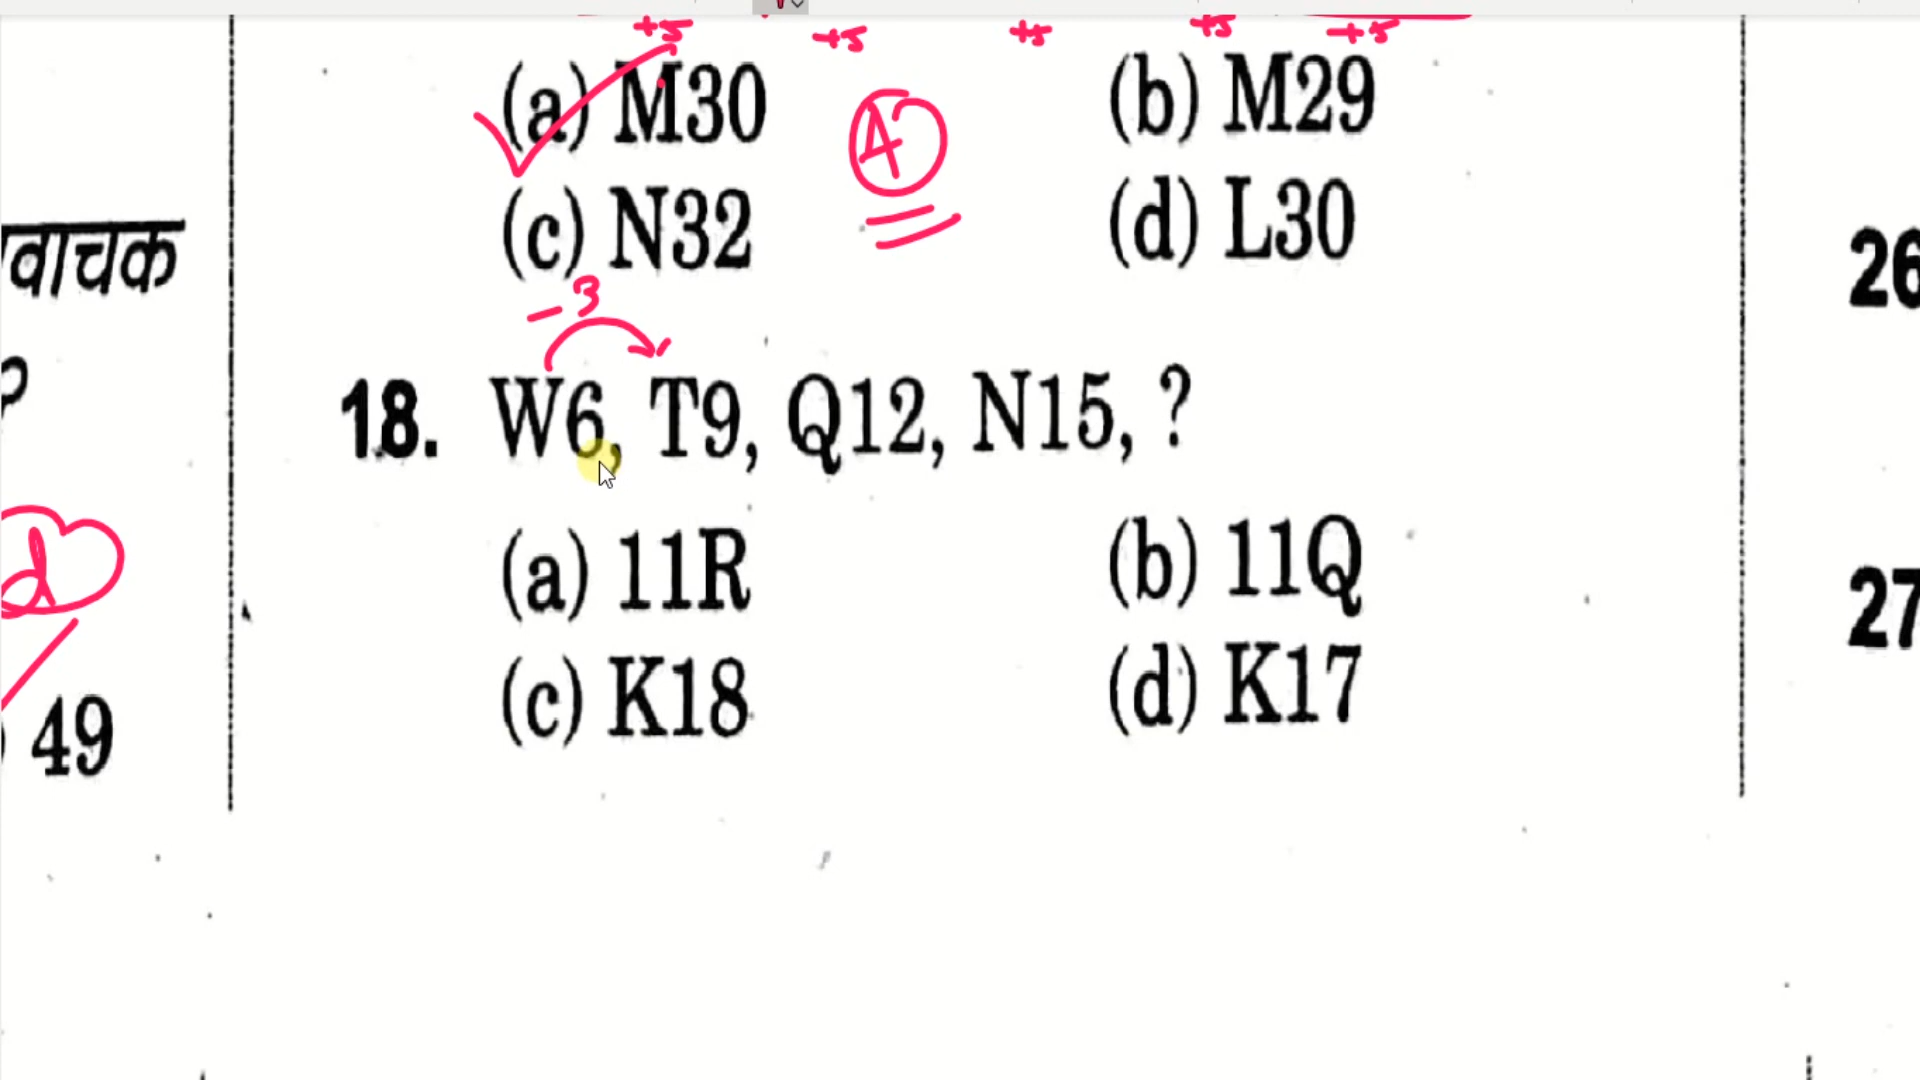 +5 +5 +5 +5 +5
(a) M30 (b) M29
A
(c) N32 (d) L30
वाचक
26
-3
?
18. W6, T9, Q12, N15, ?
d
(a) 11R (b) 11Q
27
(c) K18 (d) K17
49